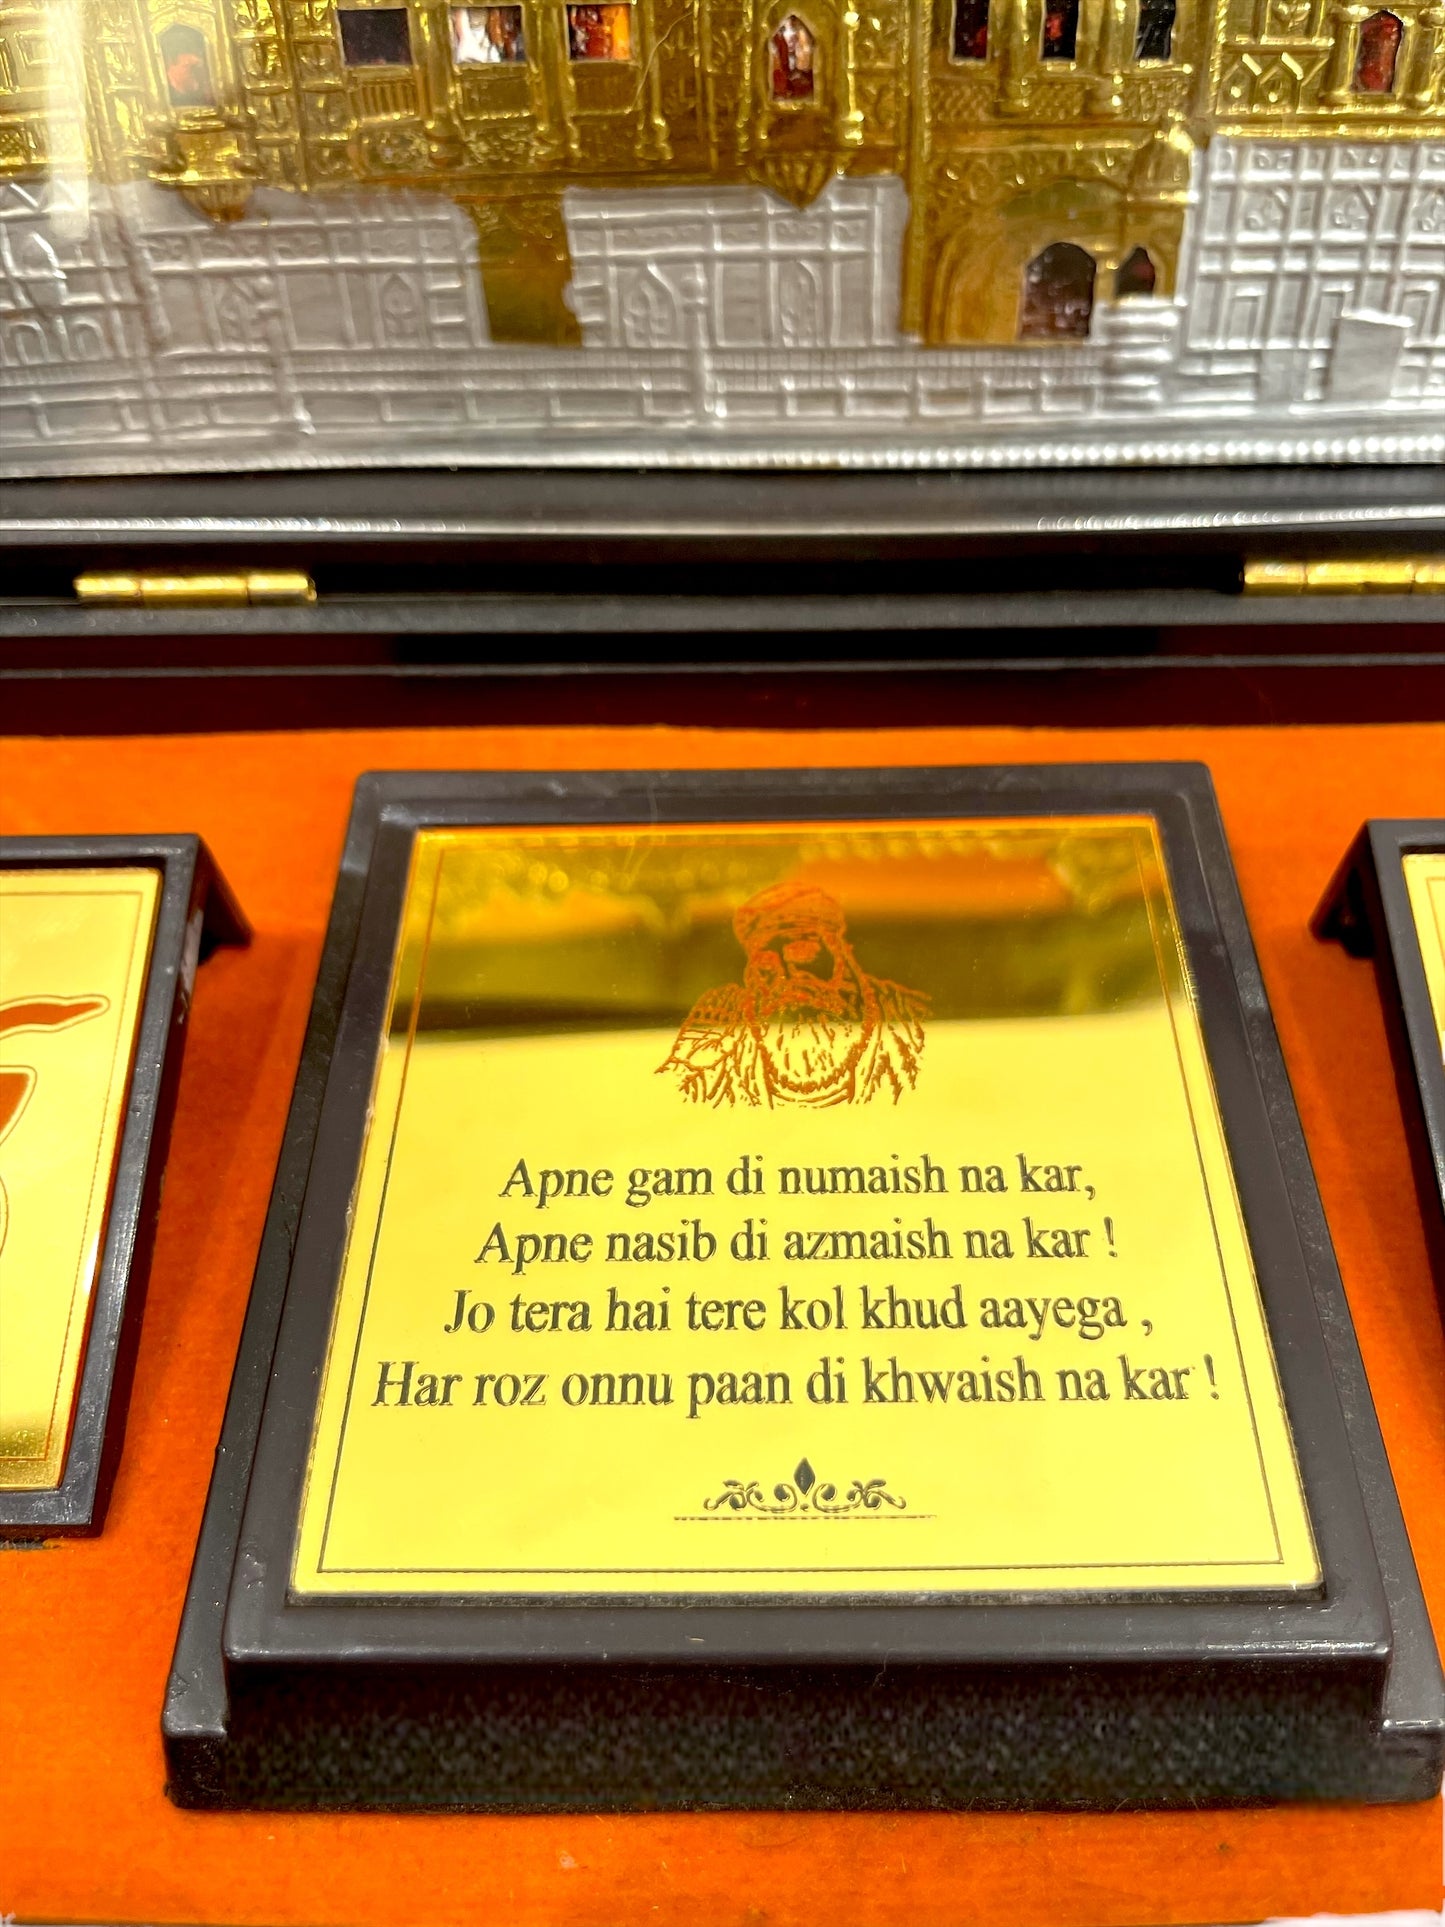 Apne gam di numaish na kar,
Apne nasib di azmaish na kar !
Jo tera hai tere kol khud aayega ,
Har roz onnu paan di khwaish na kar !